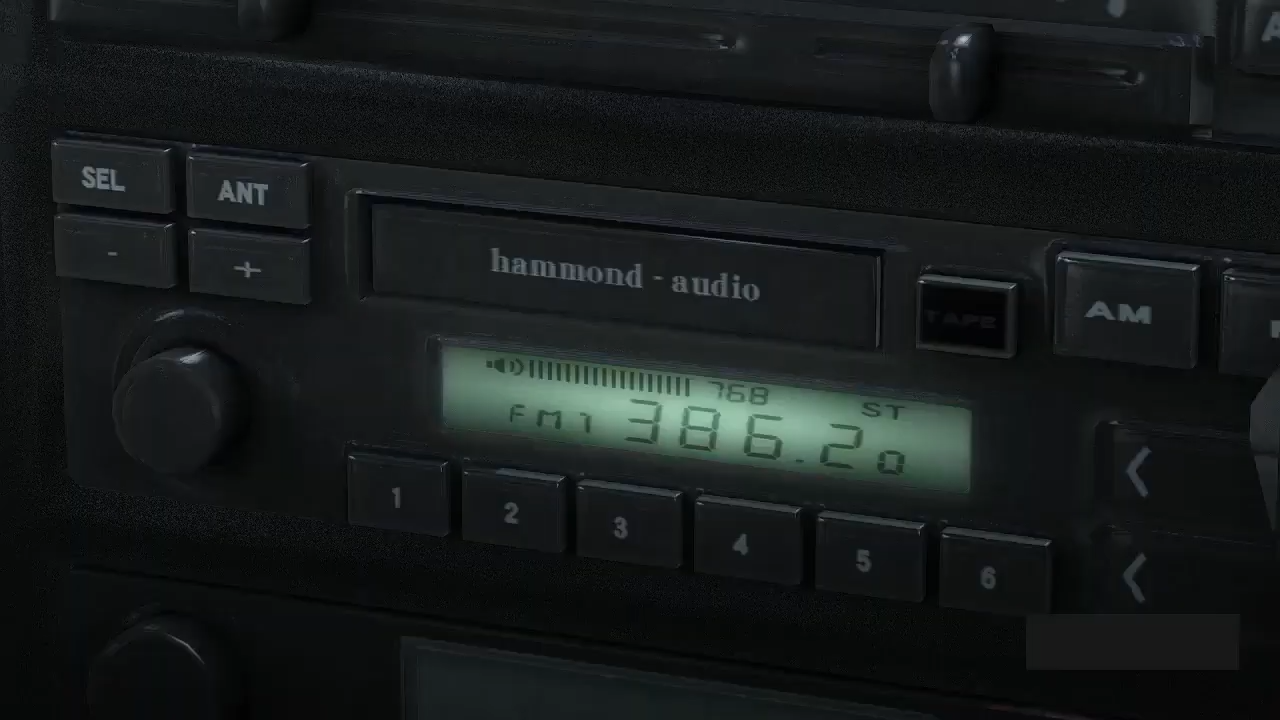 SEL ANT
- +
hammond - audio
TAPE
AM
768 ST
FM1 386.20
1 2 3 4 5 6